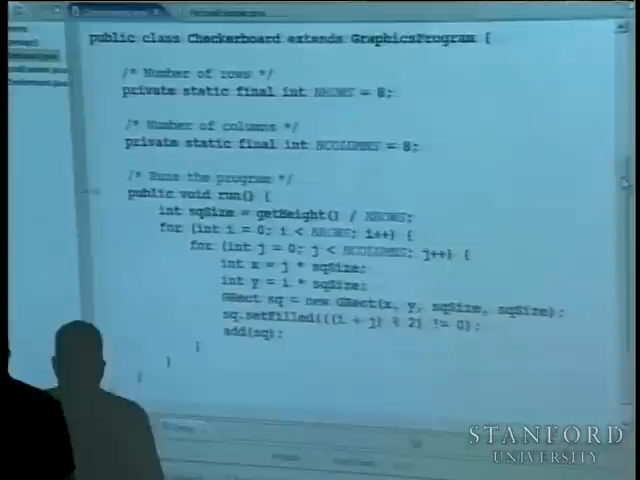 public class Checkerboard extends GraphicsProgram {
/* Number of rows */
private static final int NROWS = 8;
/* Number of columns */
private static final int NCOLUMNS = 8;
/* Runs the program */
public void run() {
int sqSize = getHeight() / NROWS;
for (int i = 0; i < NROWS; i++) {
for (int j = 0; j < NCOLUMNS; j++) {
int x = j * sqSize;
int y = i * sqSize;
GRect sq = new GRect(x, y, sqSize, sqSize);
sq.setFilled(((i + j) % 2) != 0);
add(sq);
}
}
}
STANFORD
UNIVERSITY